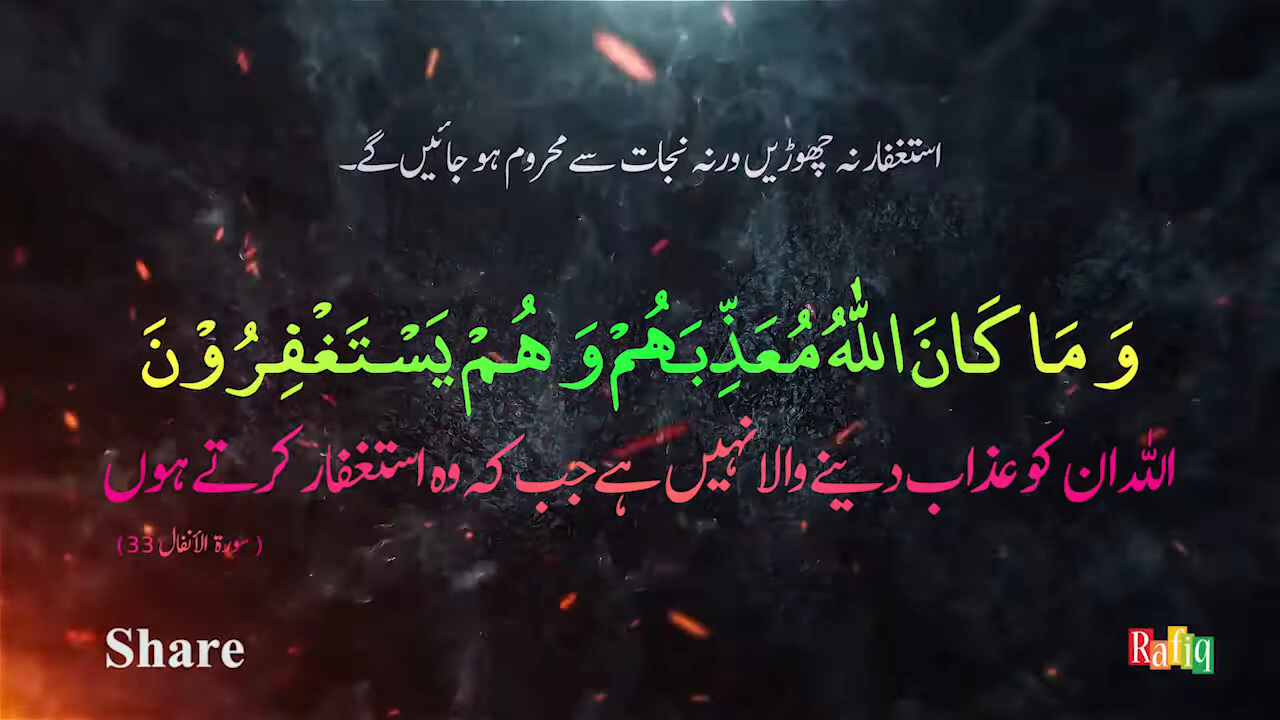 استغفار نہ چھوڑیں ورنہ نجات سے محروم ہو جائیں گے۔
وَ مَا كَانَ اللّٰهُ مُعَذِّبَهُمْ وَ هُمْ يَسْتَغْفِرُوْنَ
اللہ ان کو عذاب دینے والا نہیں ہے جب کہ وہ استغفار کرتے ہوں
( سورۃ الأنفال 33)
Share
Rafiq